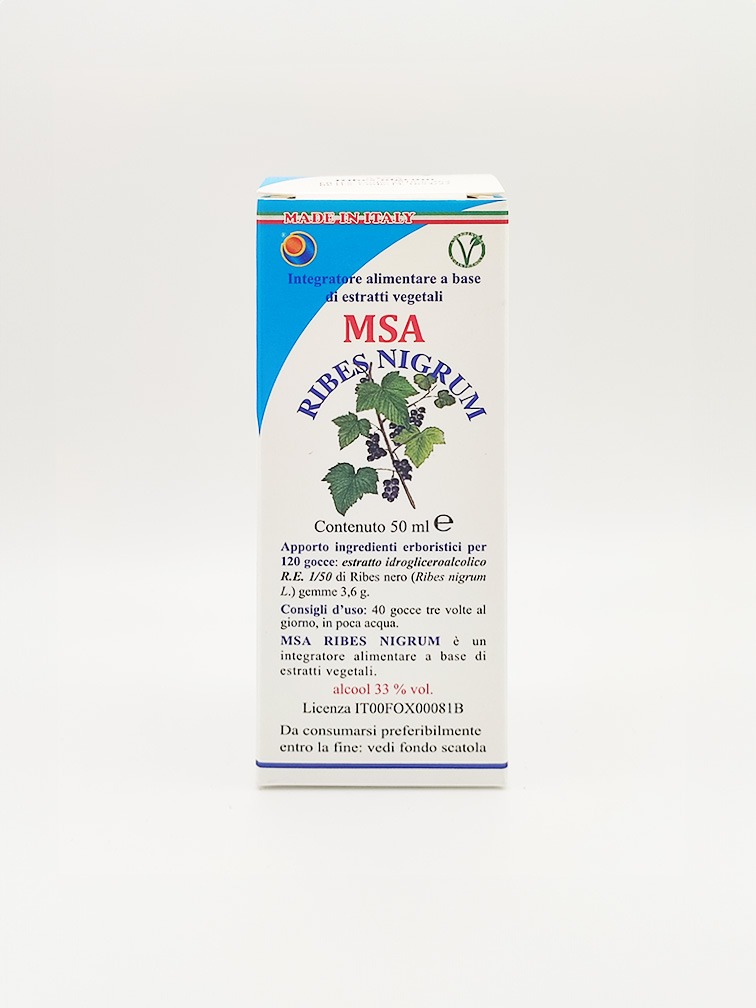 MADE IN ITALY
Integratore alimentare a base
di estratti vegetali
MSA
RIBES NIGRUM
Contenuto 50 ml ℮
Apporto ingredienti erboristici per
120 gocce: estratto idrogliceroalcolico
R.E. 1/50 di Ribes nero (Ribes nigrum
L.) gemme 3,6 g.
Consigli d'uso: 40 gocce tre volte al
giorno, in poca acqua.
MSA RIBES NIGRUM è un
integratore alimentare a base di
estratti vegetali.
alcool 33 % vol.
Licenza IT00FOX00081B
Da consumarsi preferibilmente
entro la fine: vedi fondo scatola